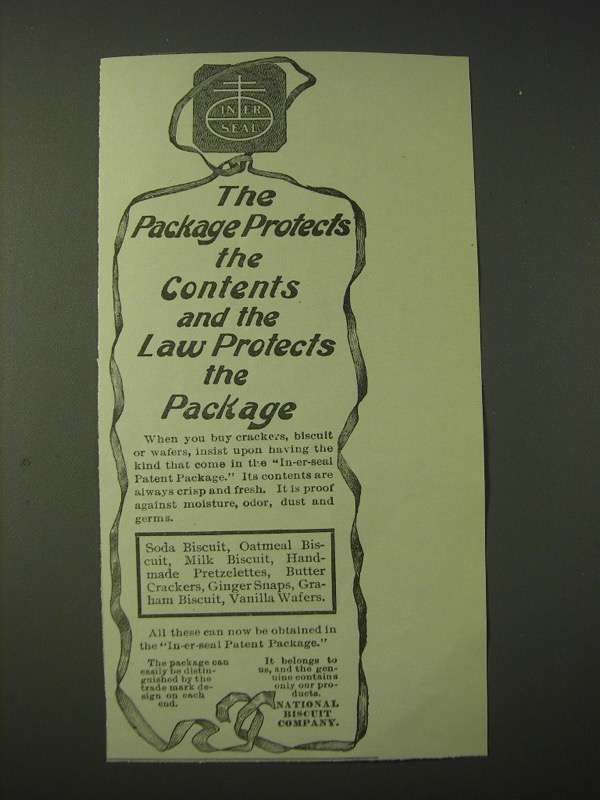 IN ER
SEAL
The
Package Protects
the
Contents
and the
Law Protects
the
Package
When you buy crackers, biscuit
or wafers, insist upon having the
kind that come in the "In-er-seal
Patent Package." Its contents are
always crisp and fresh. It is proof
against moisture, odor, dust and
germs.
Soda Biscuit, Oatmeal Bis-
cuit, Milk Biscuit, Hand-
made Pretzelettes, Butter
Crackers, Ginger Snaps, Gra-
ham Biscuit, Vanilla Wafers.
All these can now be obtained in
the "In-er-seal Patent Package."
The package can
easily be distin-
guished by the
trade mark de-
sign on each
end.
It belongs to
us, and the gen-
uine contains
only our pro-
ducts.
NATIONAL
BISCUIT
COMPANY.